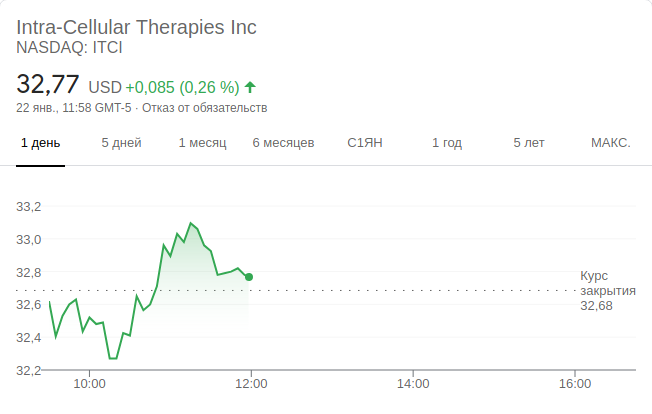 Intra-Cellular Therapies Inc
NASDAQ: ITCI
32,77 USD +0,085 (0,26 %)
22 янв., 11:58 GMT-5 · Отказ от обязательств
1 день 5 дней 1 месяц 6 месяцев С1ЯН 1 год 5 лет МАКС.
33,2
33,0
32,8
32,6
32,4
32,2
Курс
закрытия
32,68
10:00 12:00 14:00 16:00